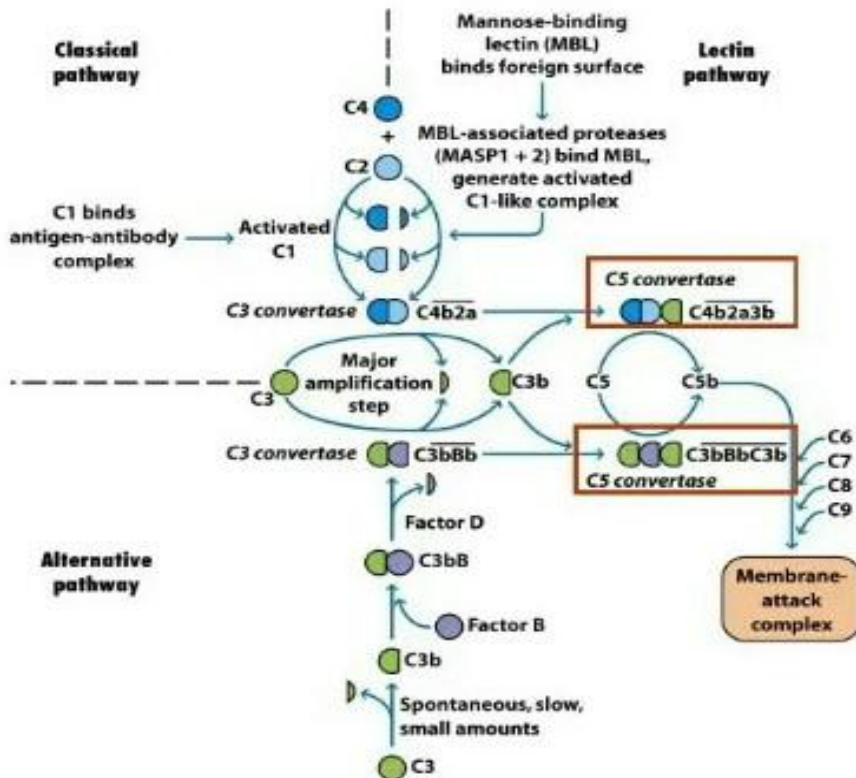 Classical
pathway
Mannose-binding
lectin (MBL)
binds foreign surface
Lectin
pathway
C4
+
C2
MBL-associated proteases
(MASP1 + 2) bind MBL,
generate activated
C1-like complex
C1 binds
antigen-antibody
complex
Activated
C1
C3 convertase
C4b2a
C5 convertase
C4b2a3b
C3
Major
amplification
step
C3b
C5
C5b
C3 convertase
C3bBb
C3bBbC3b
C5 convertase
C6
C7
C8
C9
Factor D
Alternative
pathway
C3bB
Membrane-
attack
complex
Factor B
C3b
Spontaneous, slow,
small amounts
C3